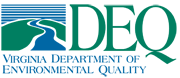 DEQ
VIRGINIA DEPARTMENT OF
ENVIRONMENTAL QUALITY